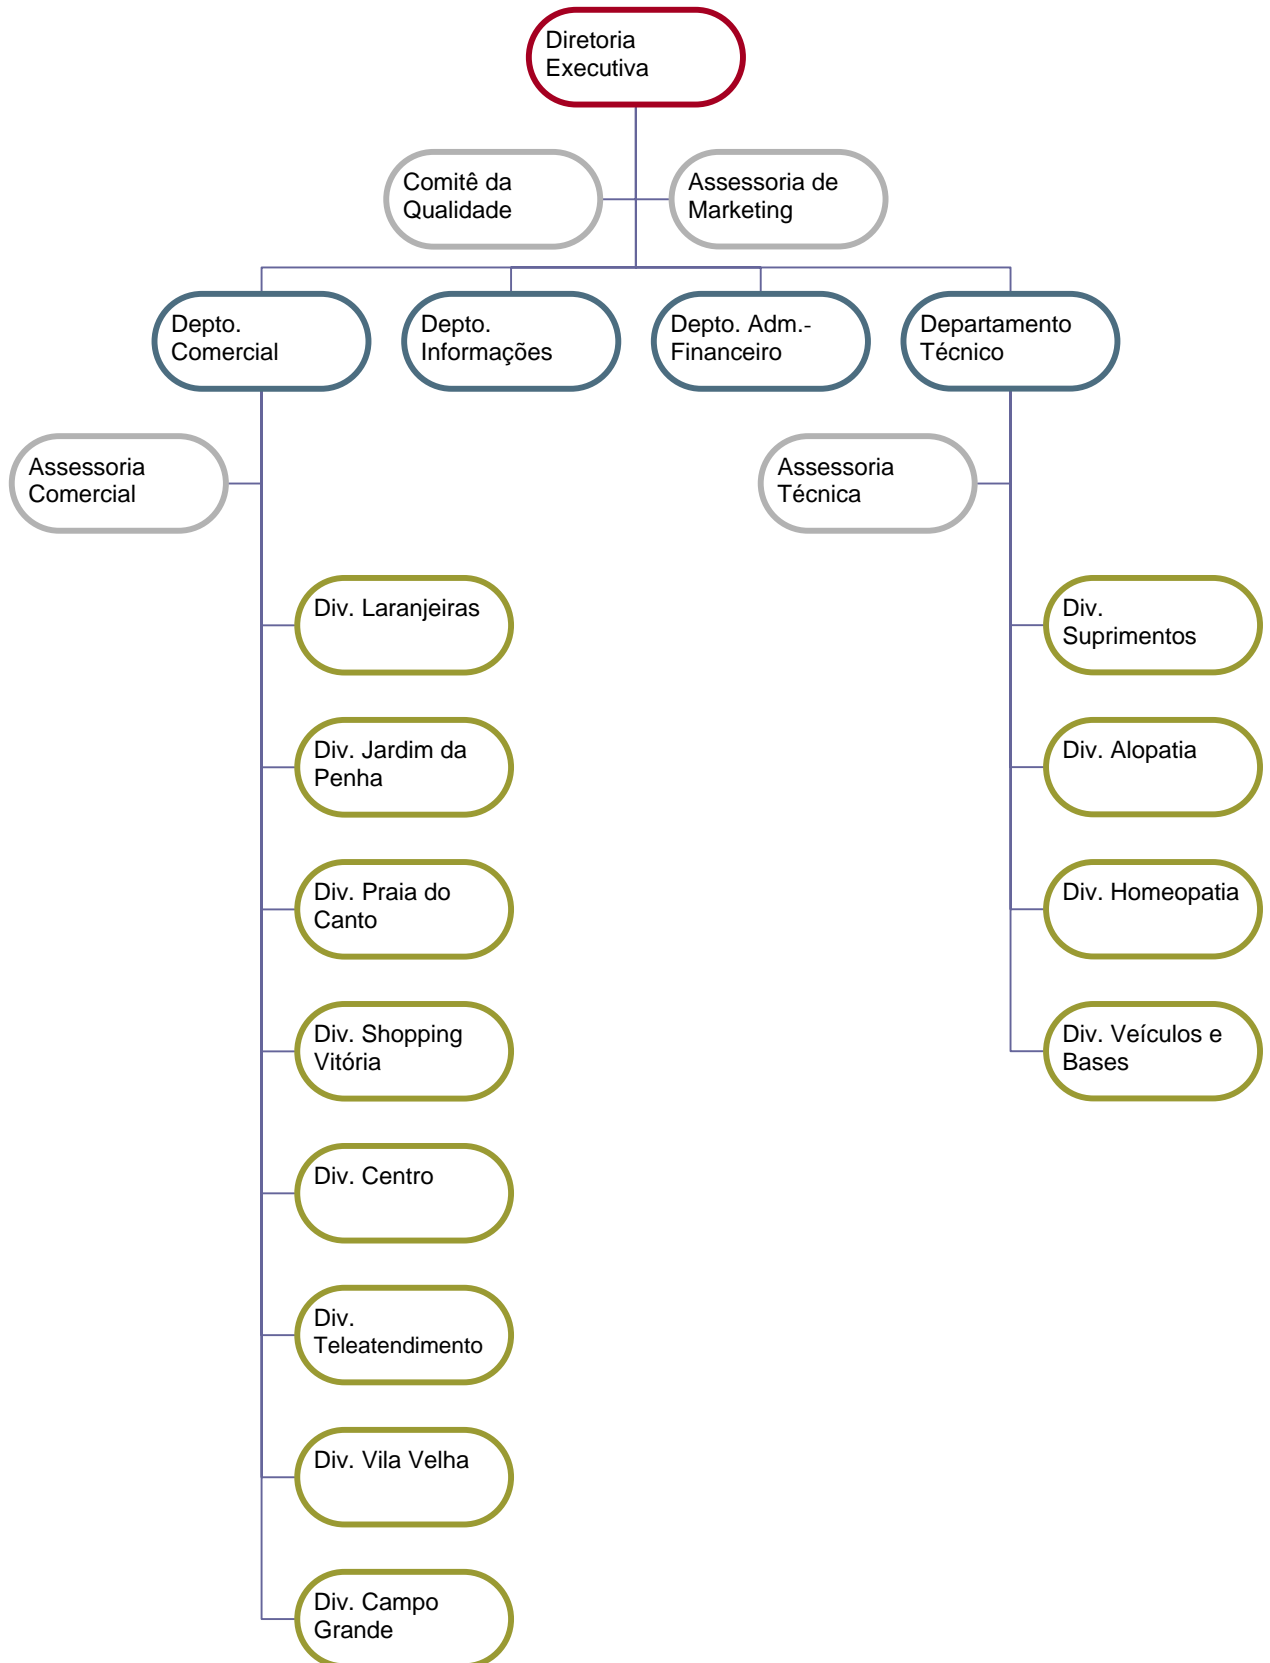 Diretoria
Executiva
Comitê da
Qualidade
Assessoria de
Marketing
Depto.
Comercial
Depto.
Informações
Depto. Adm.-
Financeiro
Departamento
Técnico
Assessoria
Comercial
Assessoria
Técnica
Div. Laranjeiras
Div. Jardim da
Penha
Div. Praia do
Canto
Div. Shopping
Vitória
Div. Centro
Div.
Teleatendimento
Div. Vila Velha
Div. Campo
Grande
Div.
Suprimentos
Div. Alopatia
Div. Homeopatia
Div. Veículos e
Bases